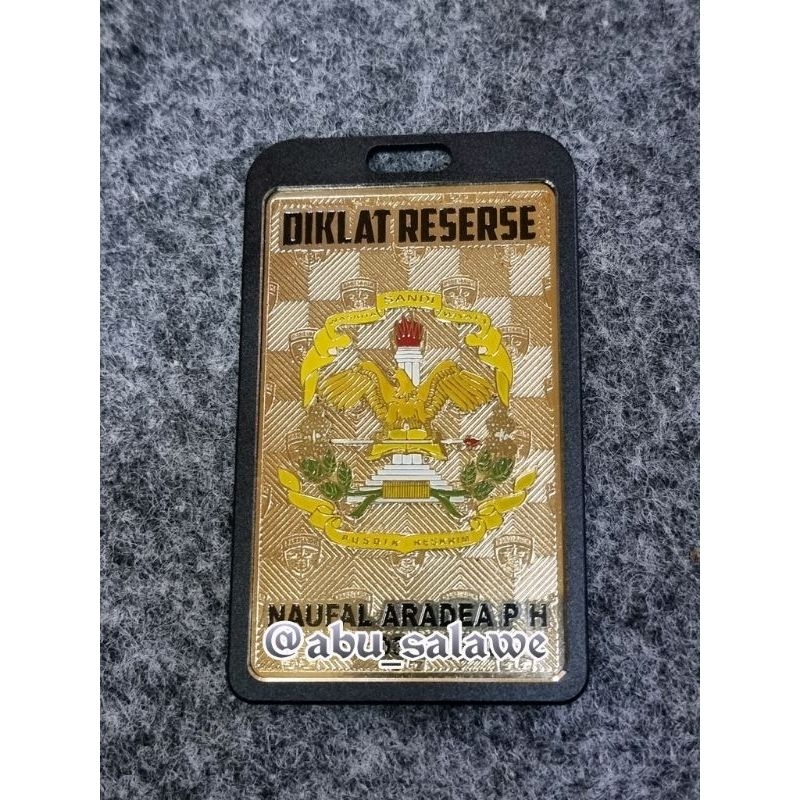 DIKLAT RESERSE
SANDI
PUSDIK RESKRIM
NAUFAL ARADEA P H
@abu_salawe